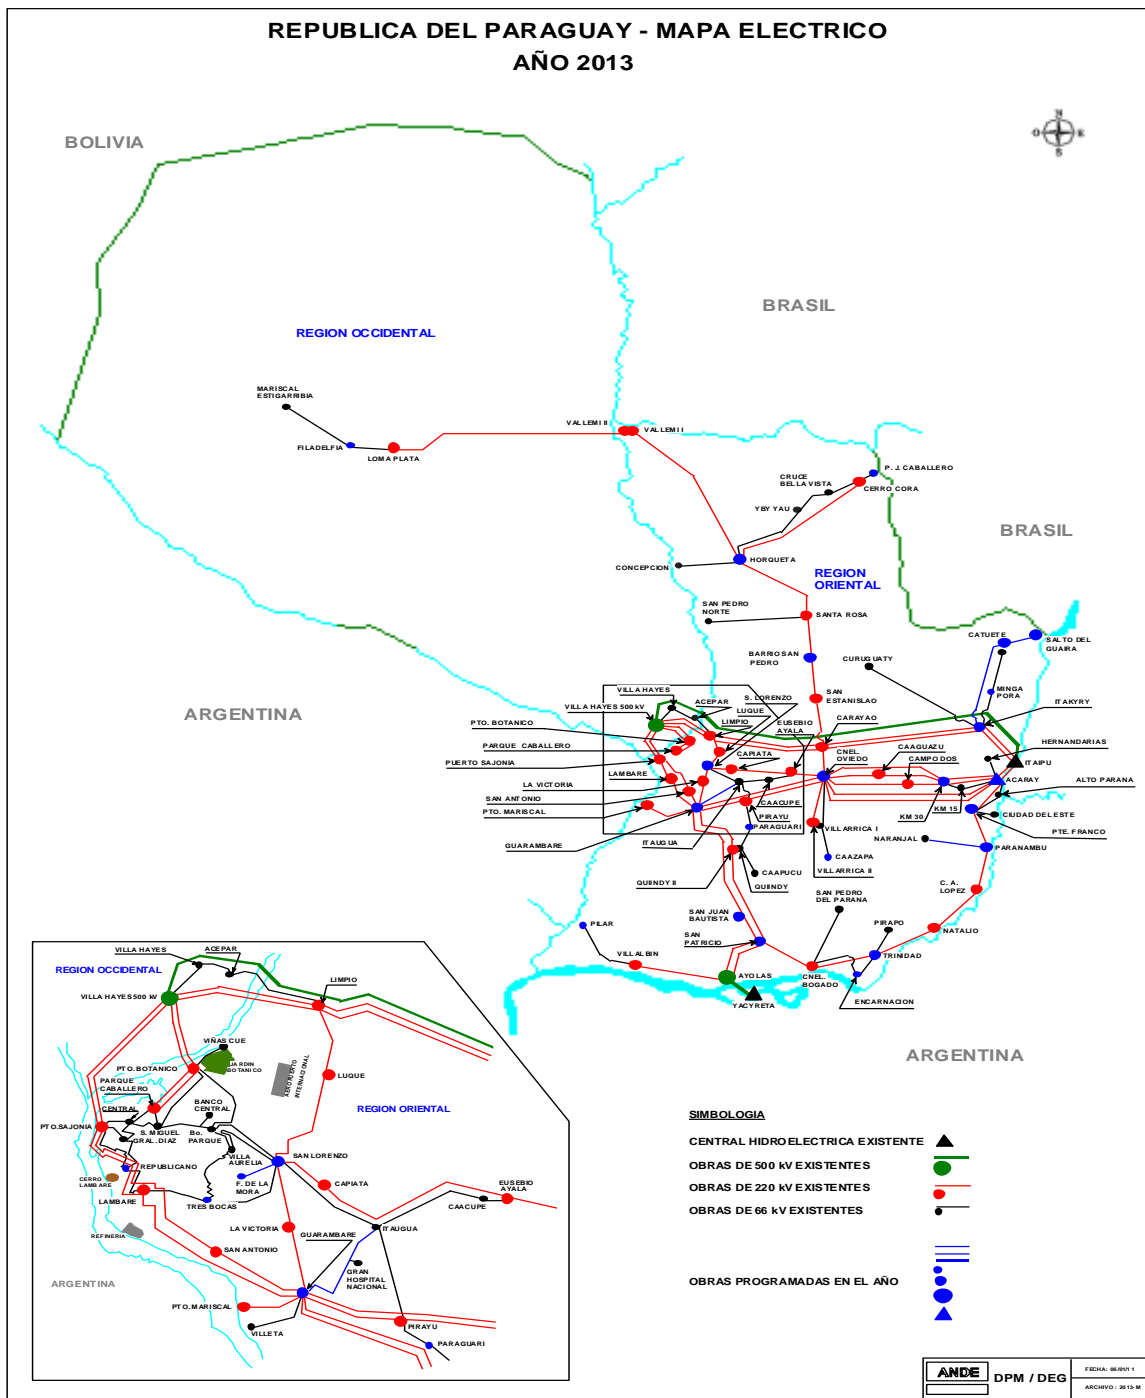 REPUBLICA DEL PARAGUAY - MAPA ELECTRICO
AÑO 2013
BOLIVIA
N
O E
S
BRASIL
REGION OCCIDENTAL
MARISCAL
ESTIGARRIBIA
FILADELFIA
LOMA PLATA
VALLEMI II
VALLEMI I
P. J. CABALLERO
CRUCE
BELLA VISTA
CERRO CORA
YBY YAU
BRASIL
HORQUETA
CONCEPCION
REGION
ORIENTAL
SAN PEDRO
NORTE
SANTA ROSA
CATUETE
SALTO DEL
GUAIRA
BARRIO SAN
PEDRO
CURUGUATY
MINGA
PORA
VILLA HAYES
ACEPAR
S. LORENZO
LUQUE
LIMPIO
SAN
ESTANISLAO
ITAKYRY
ARGENTINA
VILLA HAYES 500 kV
EUSEBIO
AYALA
CARAYAO
PTO. BOTANICO
HERNANDARIAS
PARQUE CABALLERO
CAPIATA
CNEL.
OVIEDO
CAAGUAZU
CAMPO DOS
ITAIPU
PUERTO SAJONIA
ACARAY
ALTO PARANA
LAMBARE
LA VICTORIA
SAN ANTONIO
PTO. MARISCAL
CAACUPE
PIRAYU
PARAGUARI
KM 30
KM 15
CIUDAD DEL ESTE
PTE. FRANCO
GUARAMBARE
ITAUGUA
VILLARRICA I
NARANJAL
PARANAMBU
CAAZAPA
VILLARRICA II
QUIINDY II
CAAPUCU
QUIINDY
C. A.
LOPEZ
SAN PEDRO
DEL PARANA
SAN JUAN
BAUTISTA
PILAR
PIRAPO
NATALIO
SAN
PATRICIO
VILLALBIN
TRINIDAD
AYOLAS
CNEL.
BOGADO
YACYRETA
ENCARNACION
ARGENTINA
VILLA HAYES
ACEPAR
REGION OCCIDENTAL
LIMPIO
VILLA HAYES 500 kV
VIÑAS CUE
JARDIN
BOTANICO
AEROPUERTO
INTERNACIONAL
PTO. BOTANICO
LUQUE
PARQUE
CABALLERO
BANCO
CENTRAL
REGION ORIENTAL
CENTRAL
PTO.SAJONIA
S. MIGUEL
GRAL. DIAZ
Bo.
PARQUE
VILLA
AURELIA
SAN LORENZO
REPUBLICANO
CERRO
LAMBARE
F. DE LA
MORA
CAPIATA
LAMBARE
TRES BOCAS
EUSEBIO
AYALA
CAACUPE
REFINERIA
LA VICTORIA
GUARAMBARE
ITAUGUA
SAN ANTONIO
GRAN
HOSPITAL
NACIONAL
ARGENTINA
PTO. MARISCAL
VILLETA
PIRAYU
PARAGUARI
SIMBOLOGIA
CENTRAL HIDROELECTRICA EXISTENTE
OBRAS DE 500 kV EXISTENTES
OBRAS DE 220 kV EXISTENTES
OBRAS DE 66 kV EXISTENTES
OBRAS PROGRAMADAS EN EL AÑO
ANDE
DPM / DEG
FECHA: 06/01/11
ARCHIVO : 2013-M